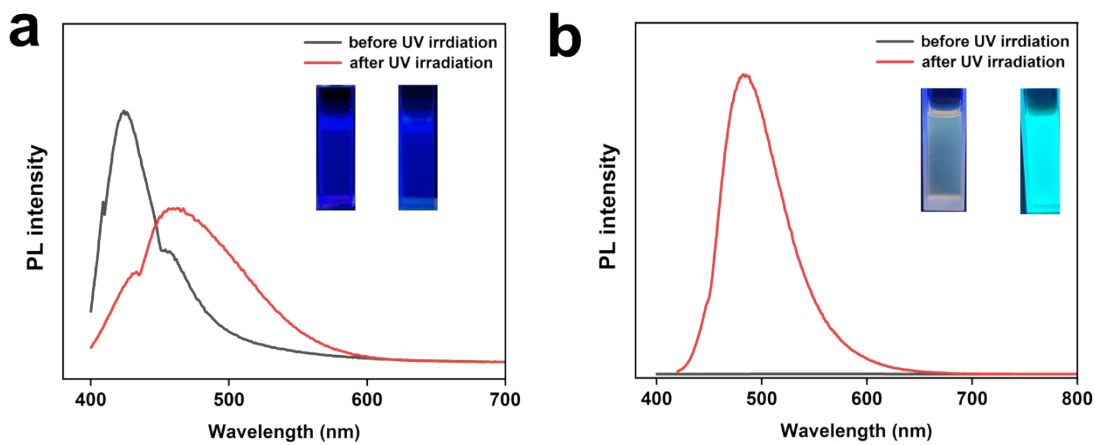 a
before UV irrdiation
after UV irradiation
PL intensity
400 500 600 700
Wavelength (nm)
b
before UV irrdiation
after UV irradiation
PL intensity
400 500 600 700 800
Wavelength (nm)